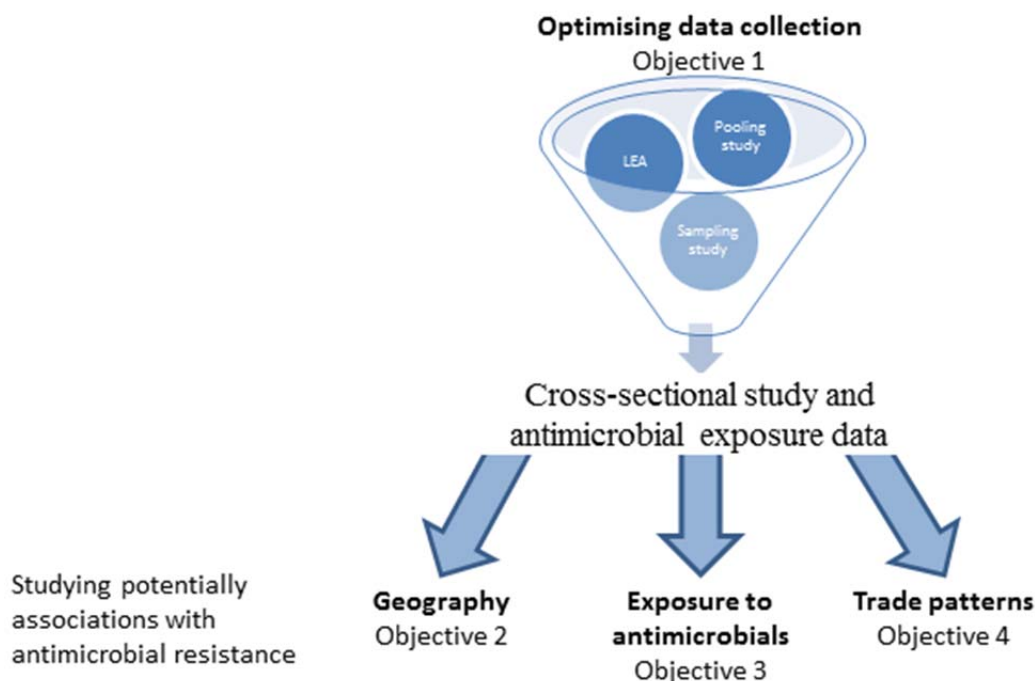 Optimising data collection
Objective 1
Pooling
study
LEA
Sampling
study
Cross-sectional study and
antimicrobial exposure data
Studying potentially
associations with
antimicrobial resistance
Geography
Objective 2
Exposure to
antimicrobials
Objective 3
Trade patterns
Objective 4